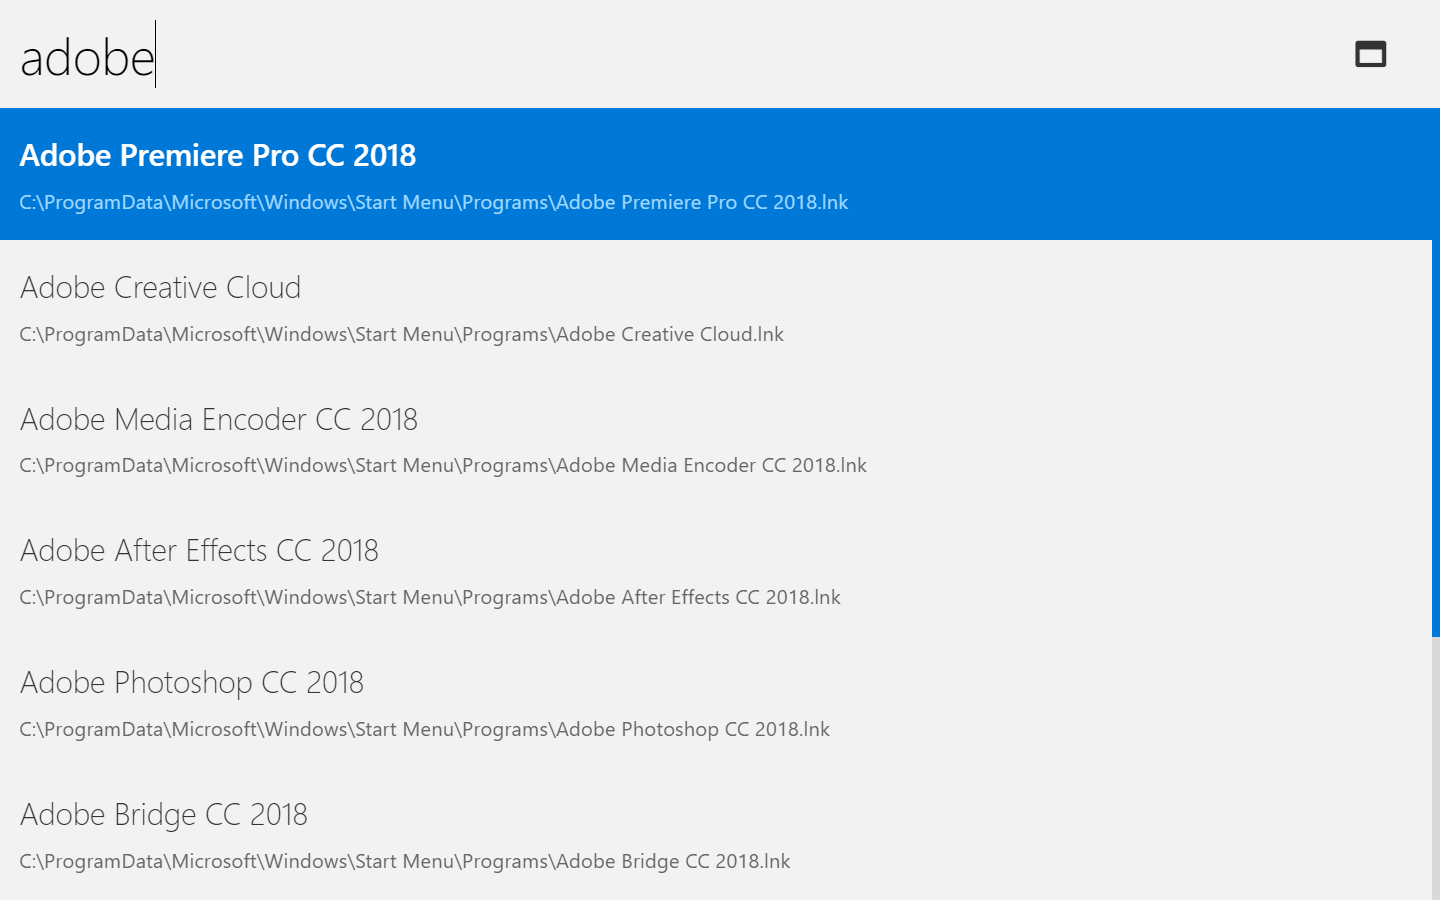 adobe
Adobe Premiere Pro CC 2018
C:\ProgramData\Microsoft\Windows\Start Menu\Programs\Adobe Premiere Pro CC 2018.lnk
Adobe Creative Cloud
C:\ProgramData\Microsoft\Windows\Start Menu\Programs\Adobe Creative Cloud.lnk
Adobe Media Encoder CC 2018
C:\ProgramData\Microsoft\Windows\Start Menu\Programs\Adobe Media Encoder CC 2018.lnk
Adobe After Effects CC 2018
C:\ProgramData\Microsoft\Windows\Start Menu\Programs\Adobe After Effects CC 2018.lnk
Adobe Photoshop CC 2018
C:\ProgramData\Microsoft\Windows\Start Menu\Programs\Adobe Photoshop CC 2018.lnk
Adobe Bridge CC 2018
C:\ProgramData\Microsoft\Windows\Start Menu\Programs\Adobe Bridge CC 2018.lnk